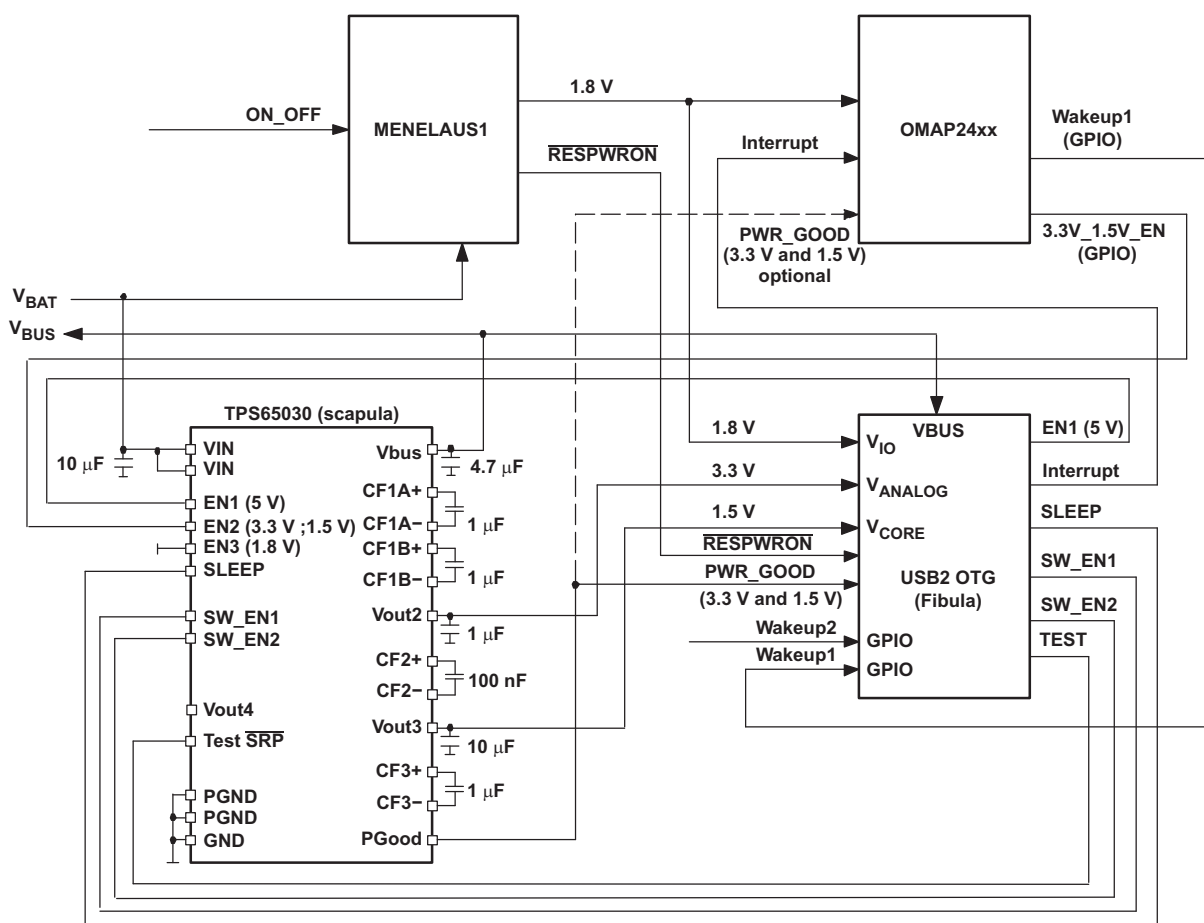 1.8 V
ON_OFF
MENELAUS1
OMAP24xx
Wakeup1
(GPIO)
RESPWRON
Interrupt
PWR_GOOD
(3.3 V and 1.5 V)
optional
3.3V_1.5V_EN
(GPIO)
VBAT
VBUS
TPS65030 (scapula)
VIN
VIN
10 μF
EN1 (5 V)
EN2 (3.3 V ;1.5 V)
EN3 (1.8 V)
SLEEP
SW_EN1
SW_EN2
Vout4
Test SRP
PGND
PGND
GND
Vbus
4.7 μF
CF1A+
CF1A−
1 μF
CF1B+
CF1B−
1 μF
Vout2
1 μF
CF2+
CF2−
100 nF
Vout3
10 μF
CF3+
CF3−
1 μF
PGood
1.8 V
3.3 V
1.5 V
RESPWRON
PWR_GOOD
(3.3 V and 1.5 V)
Wakeup2
Wakeup1
VBUS
VIO
VANALOG
VCORE
USB2 OTG
(Fibula)
GPIO
GPIO
EN1 (5 V)
Interrupt
SLEEP
SW_EN1
SW_EN2
TEST